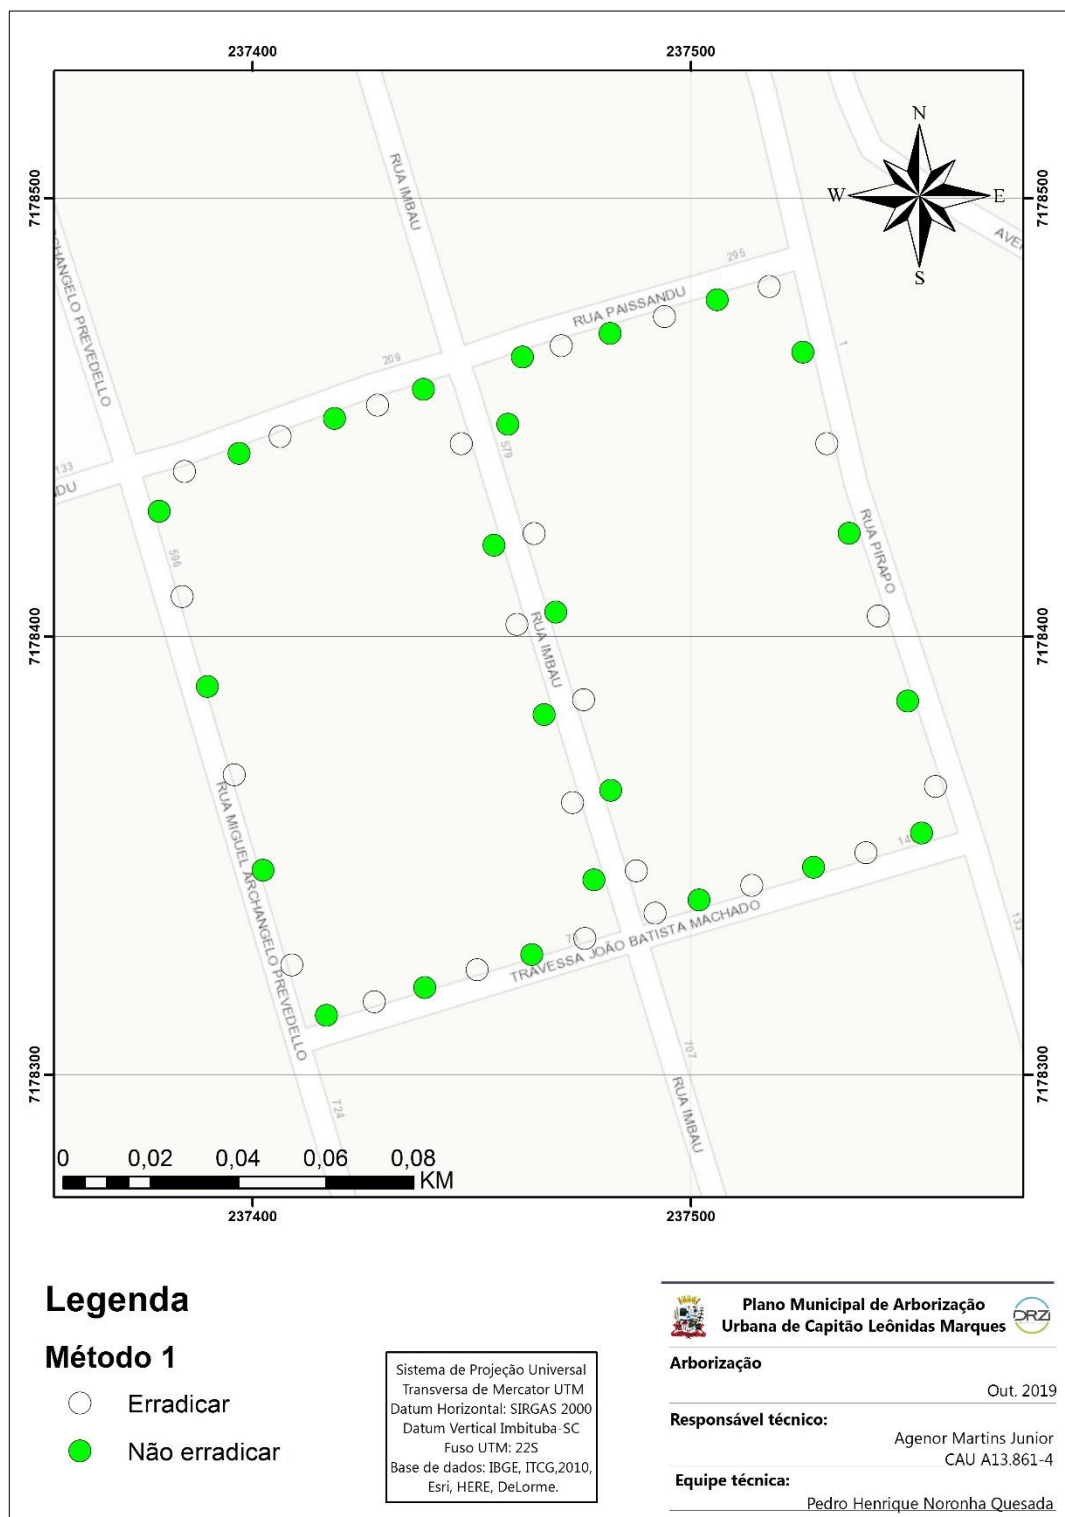 237400
237500
7178500
7178500
N
W
E
S
RUA IMBAU
ARCHANGELO PREVEDELLO
AVE
295
RUA PAISSANDU
209
1
133
DU
579
596
RUA PIRAPO
7178400
7178400
RUA IMBAU
RUA MIGUEL ARCHANGELO PREVEDELLO
14
TRAVESSA JOÃO BATISTA MACHADO
133
7178300
7178300
707
RUA IMBAU
724
0 0,02 0,04 0,06 0,08
KM
237400
237500
Legenda
Método 1
Erradicar
Não erradicar
Sistema de Projeção Universal
Transversa de Mercator UTM
Datum Horizontal: SIRGAS 2000
Datum Vertical Imbituba-SC
Fuso UTM: 22S
Base de dados: IBGE, ITCG,2010,
Esri, HERE, DeLorme.
Plano Municipal de Arborização
Urbana de Capitão Leônidas Marques
DRZ
Arborização
Out. 2019
Responsável técnico:
Agenor Martins Junior
CAU A13.861-4
Equipe técnica:
Pedro Henrique Noronha Quesada